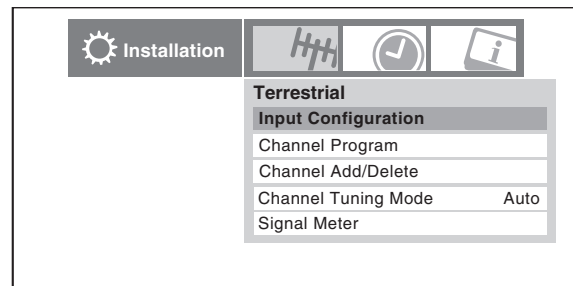 Installation
Terrestrial
Input Configuration
Channel Program
Channel Add/Delete
Channel Tuning Mode Auto
Signal Meter